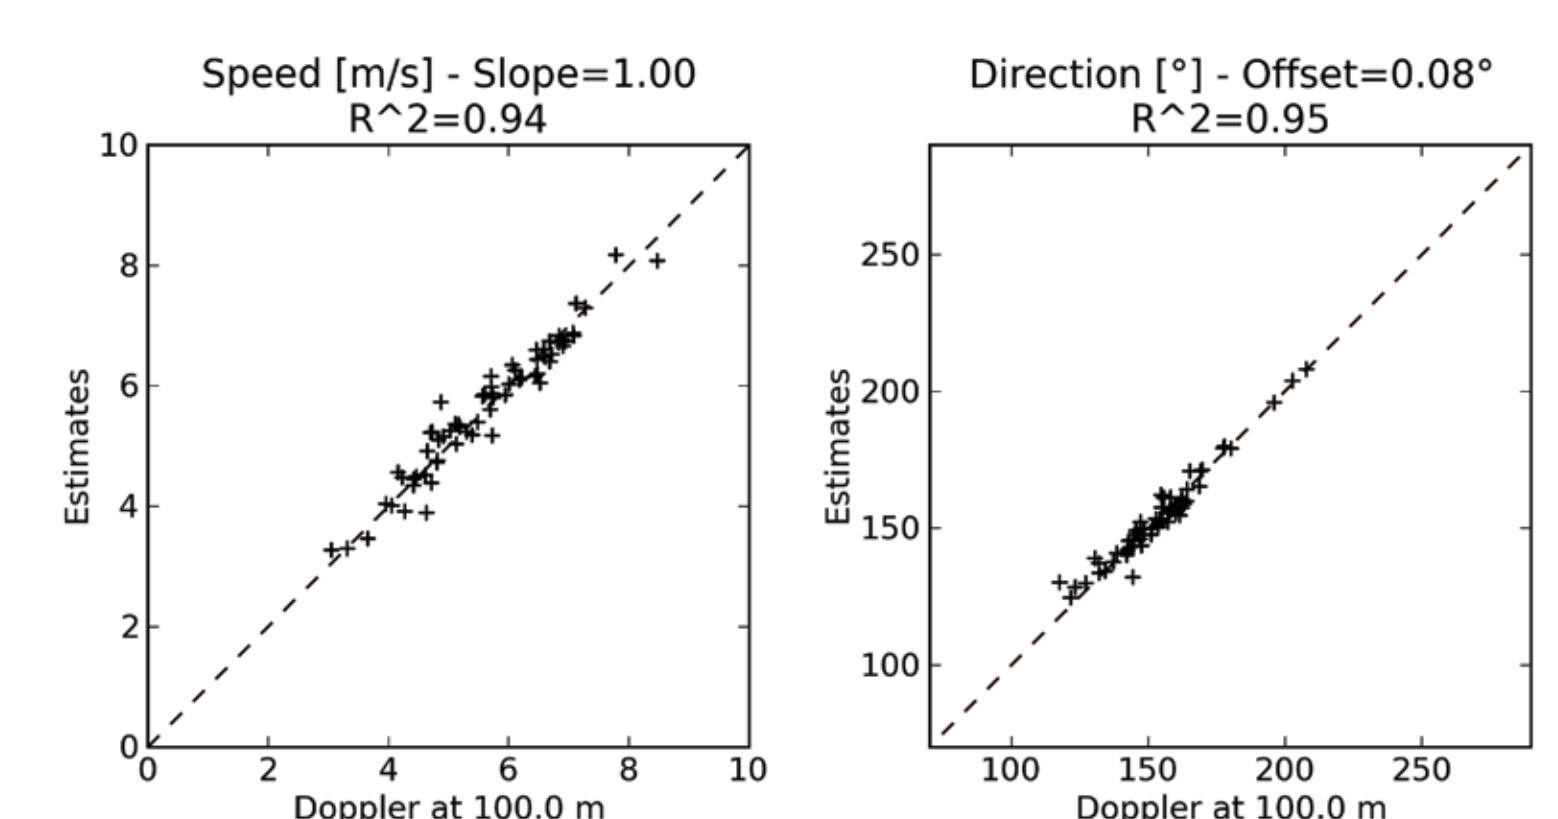 Speed [m/s] - Slope=1.00
R^2=0.94
10
8
6
4
2
0
Estimates
0 2 4 6 8 10
Doppler at 100.0 m
Direction [°] - Offset=0.08°
R^2=0.95
250
200
150
100
Estimates
100 150 200 250
Doppler at 100.0 m